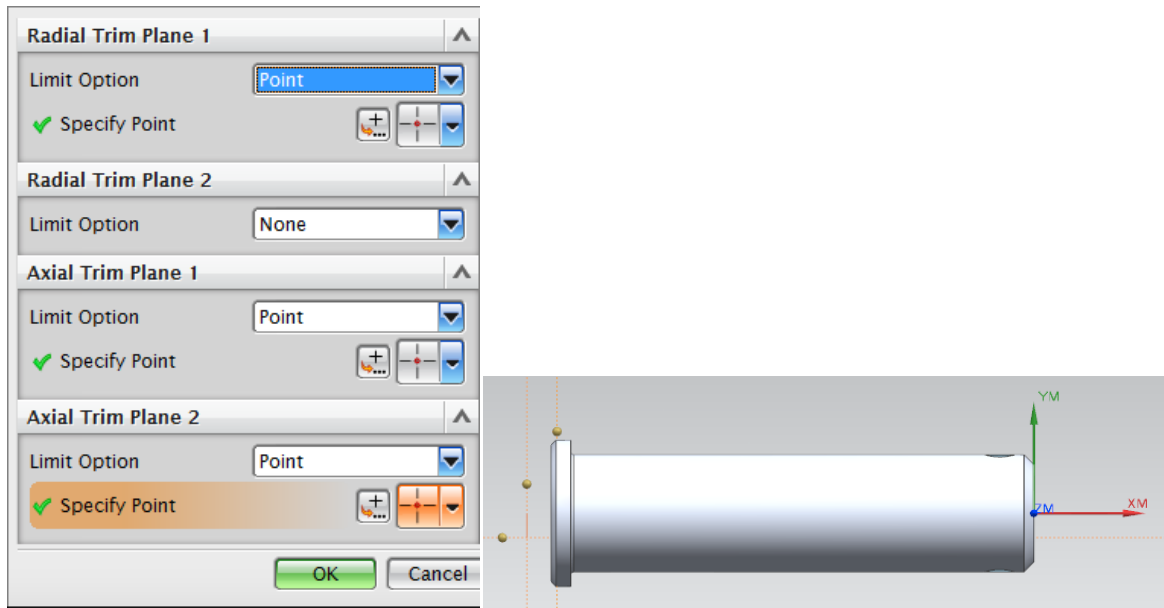 Radial Trim Plane 1
Limit Option Point
Specify Point
Radial Trim Plane 2
Limit Option None
Axial Trim Plane 1
Limit Option Point
Specify Point
Axial Trim Plane 2
Limit Option Point
Specify Point
OK Cancel
YM
ZM XM